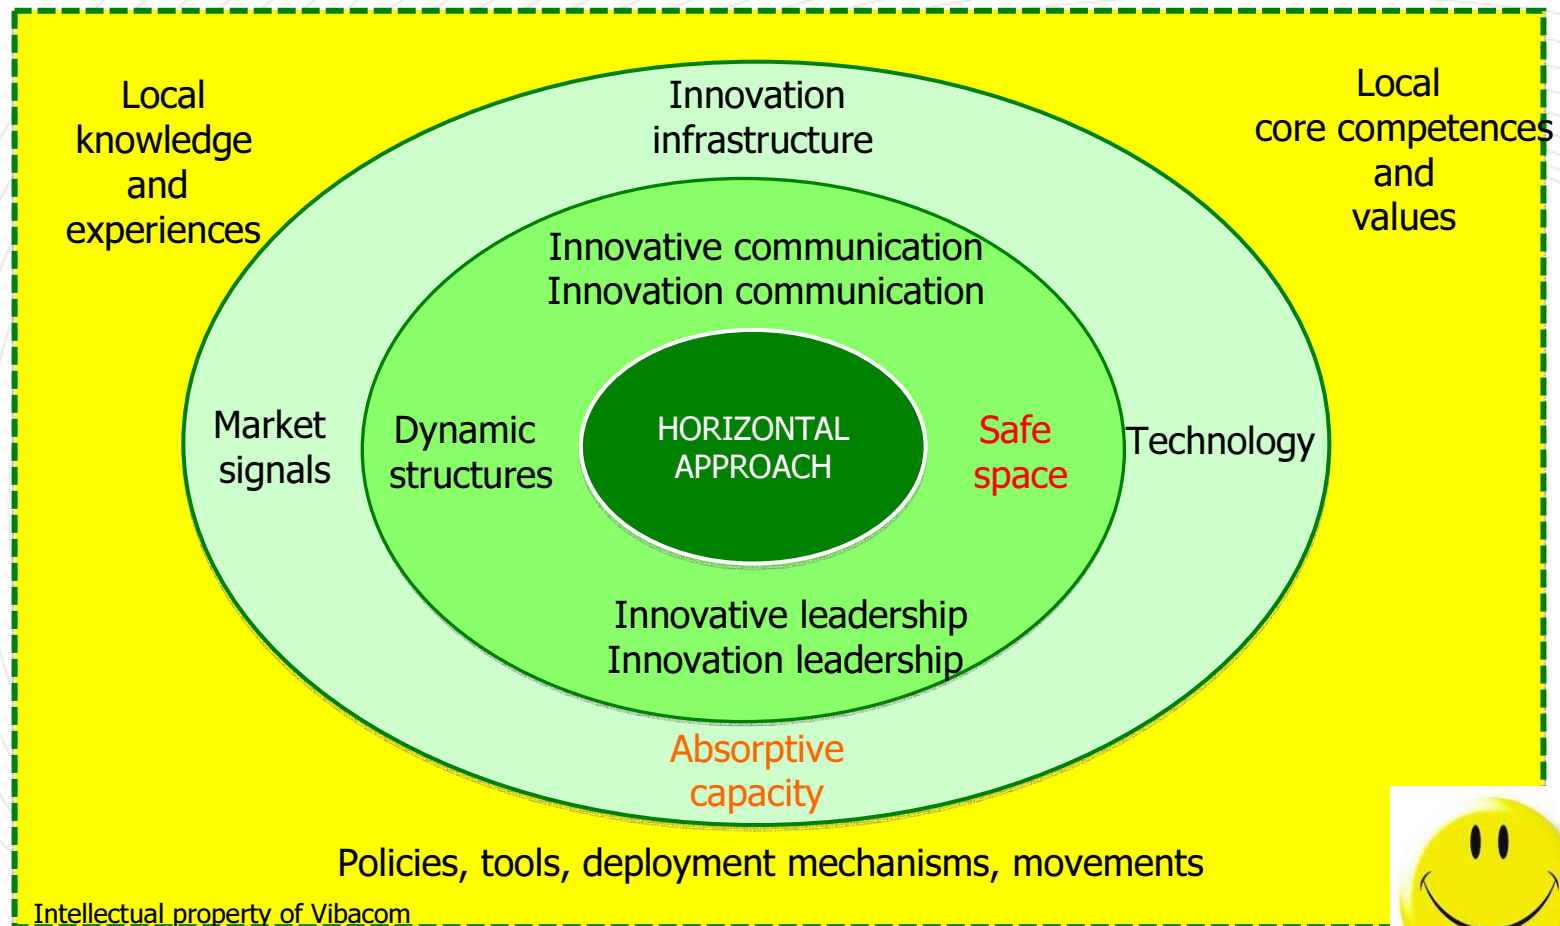 Local
knowledge
and
experiences
Innovation
infrastructure
Local
core competences
and
values
Innovative communication
Innovation communication
Market
signals
Dynamic
structures
HORIZONTAL
APPROACH
Safe
space
Technology
Innovative leadership
Innovation leadership
Absorptive
capacity
Policies, tools, deployment mechanisms, movements
Intellectual property of Vibacom